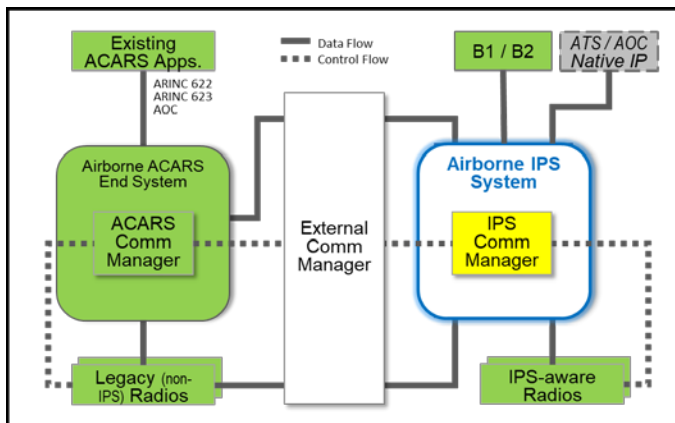 Existing
ACARS Apps.
Data Flow
Control Flow
B1 / B2
ATS / AOC
Native IP
ARINC 622
ARINC 623
AOC
Airborne ACARS
End System
Airborne IPS
System
ACARS
Comm
Manager
External
Comm
Manager
IPS
Comm
Manager
Legacy (non-
IPS) Radios
IPS-aware
Radios